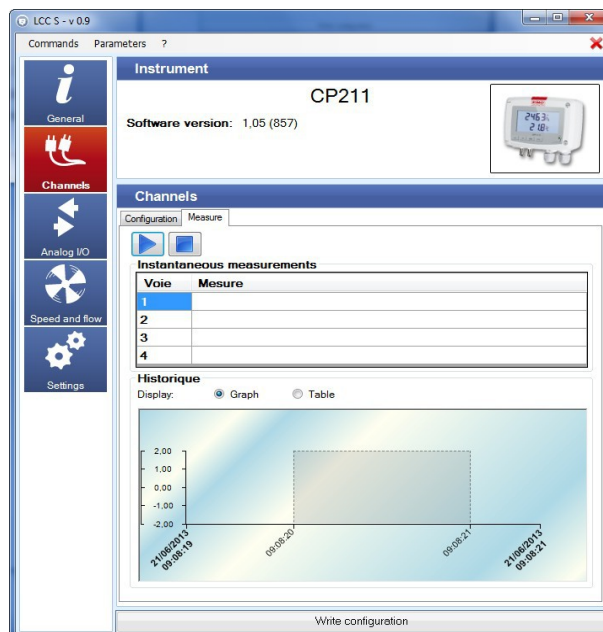 LCC S - v 0.9
Commands Parameters ?
General
Channels
Analog I/O
Speed and flow
Settings
Instrument
CP211
Software version: 1,05 (857)
Channels
Configuration Measure
Instantaneous measurements
Voie Mesure
1
2
3
4
Historique
Display: Graph Table
2,00
1,00
0,00
-1,00
-2,00
21/06/2013
09:08:19
09:08:20
09:08:21
21/06/2013
09:08:21
Write configuration